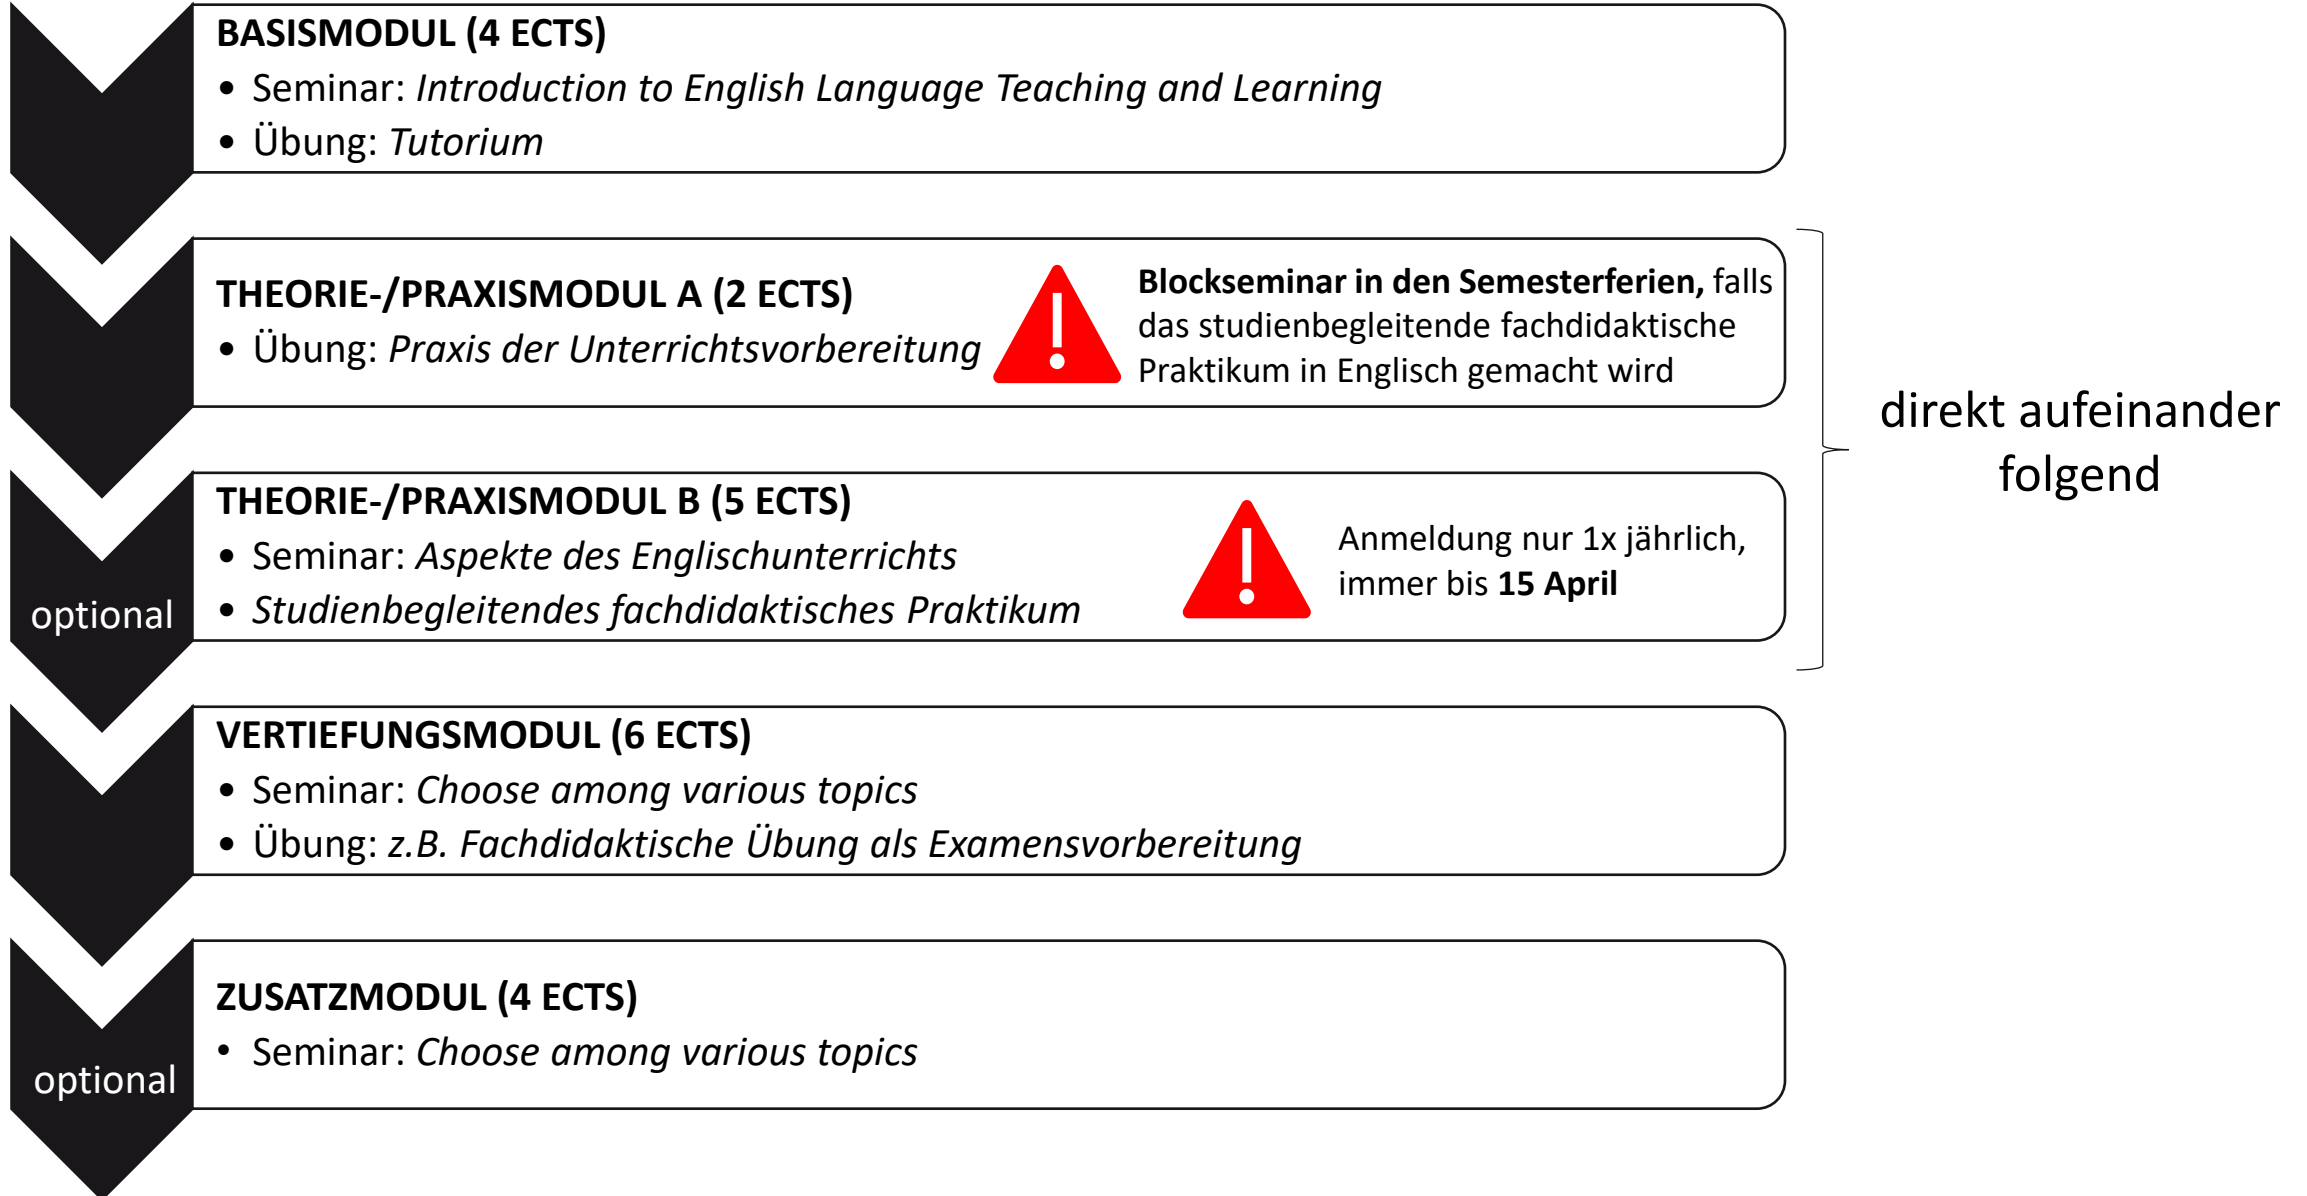 BASISMODUL (4 ECTS)
• Seminar: Introduction to English Language Teaching and Learning
• Übung: Tutorium
THEORIE-/PRAXISMODUL A (2 ECTS)
• Übung: Praxis der Unterrichtsvorbereitung
Blockseminar in den Semesterferien, falls
das studienbegleitende fachdidaktische
Praktikum in Englisch gemacht wird
optional
THEORIE-/PRAXISMODUL B (5 ECTS)
• Seminar: Aspekte des Englischunterrichts
• Studienbegleitendes fachdidaktisches Praktikum
Anmeldung nur 1x jährlich,
immer bis 15 April
direkt aufeinander
folgend
VERTIEFUNGSMODUL (6 ECTS)
• Seminar: Choose among various topics
• Übung: z.B. Fachdidaktische Übung als Examensvorbereitung
optional
ZUSATZMODUL (4 ECTS)
• Seminar: Choose among various topics